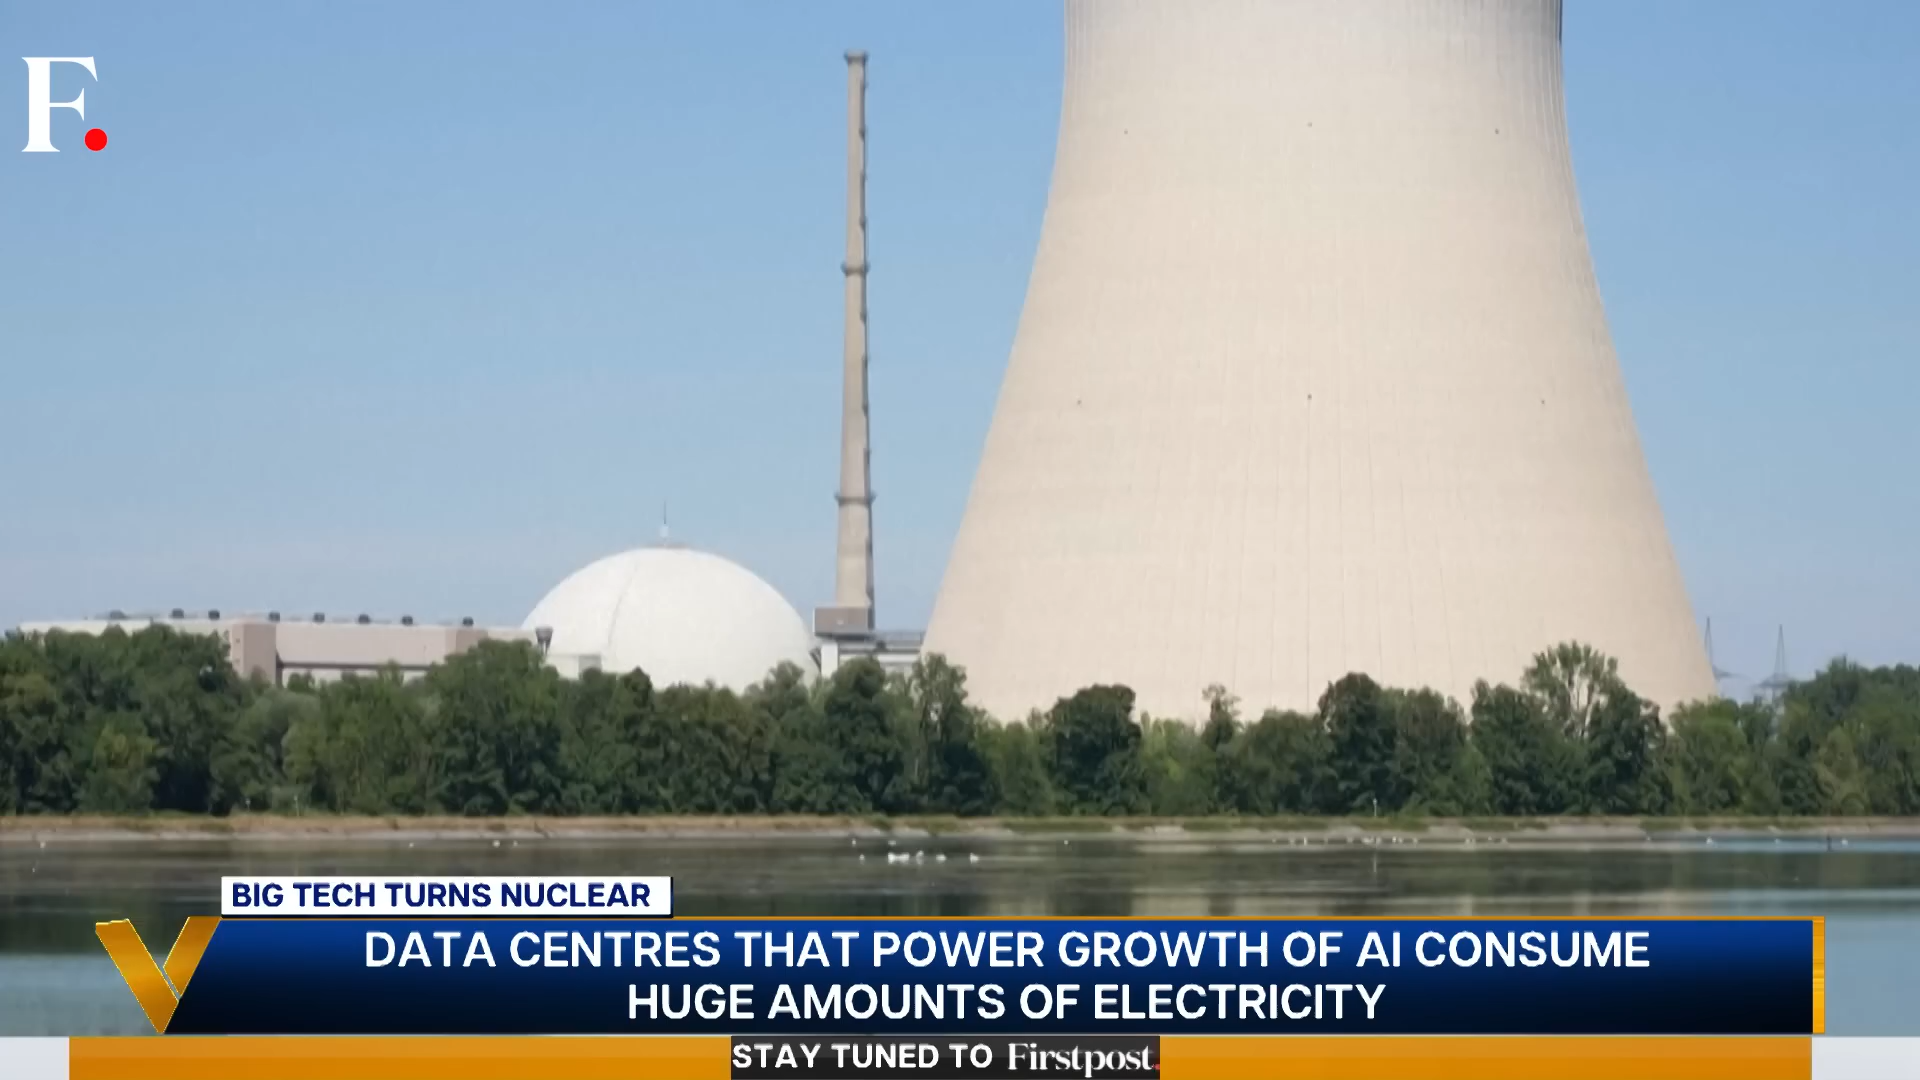 F.
BIG TECH TURNS NUCLEAR
DATA CENTRES THAT POWER GROWTH OF AI CONSUME
HUGE AMOUNTS OF ELECTRICITY
STAY TUNED TO Firstpost.